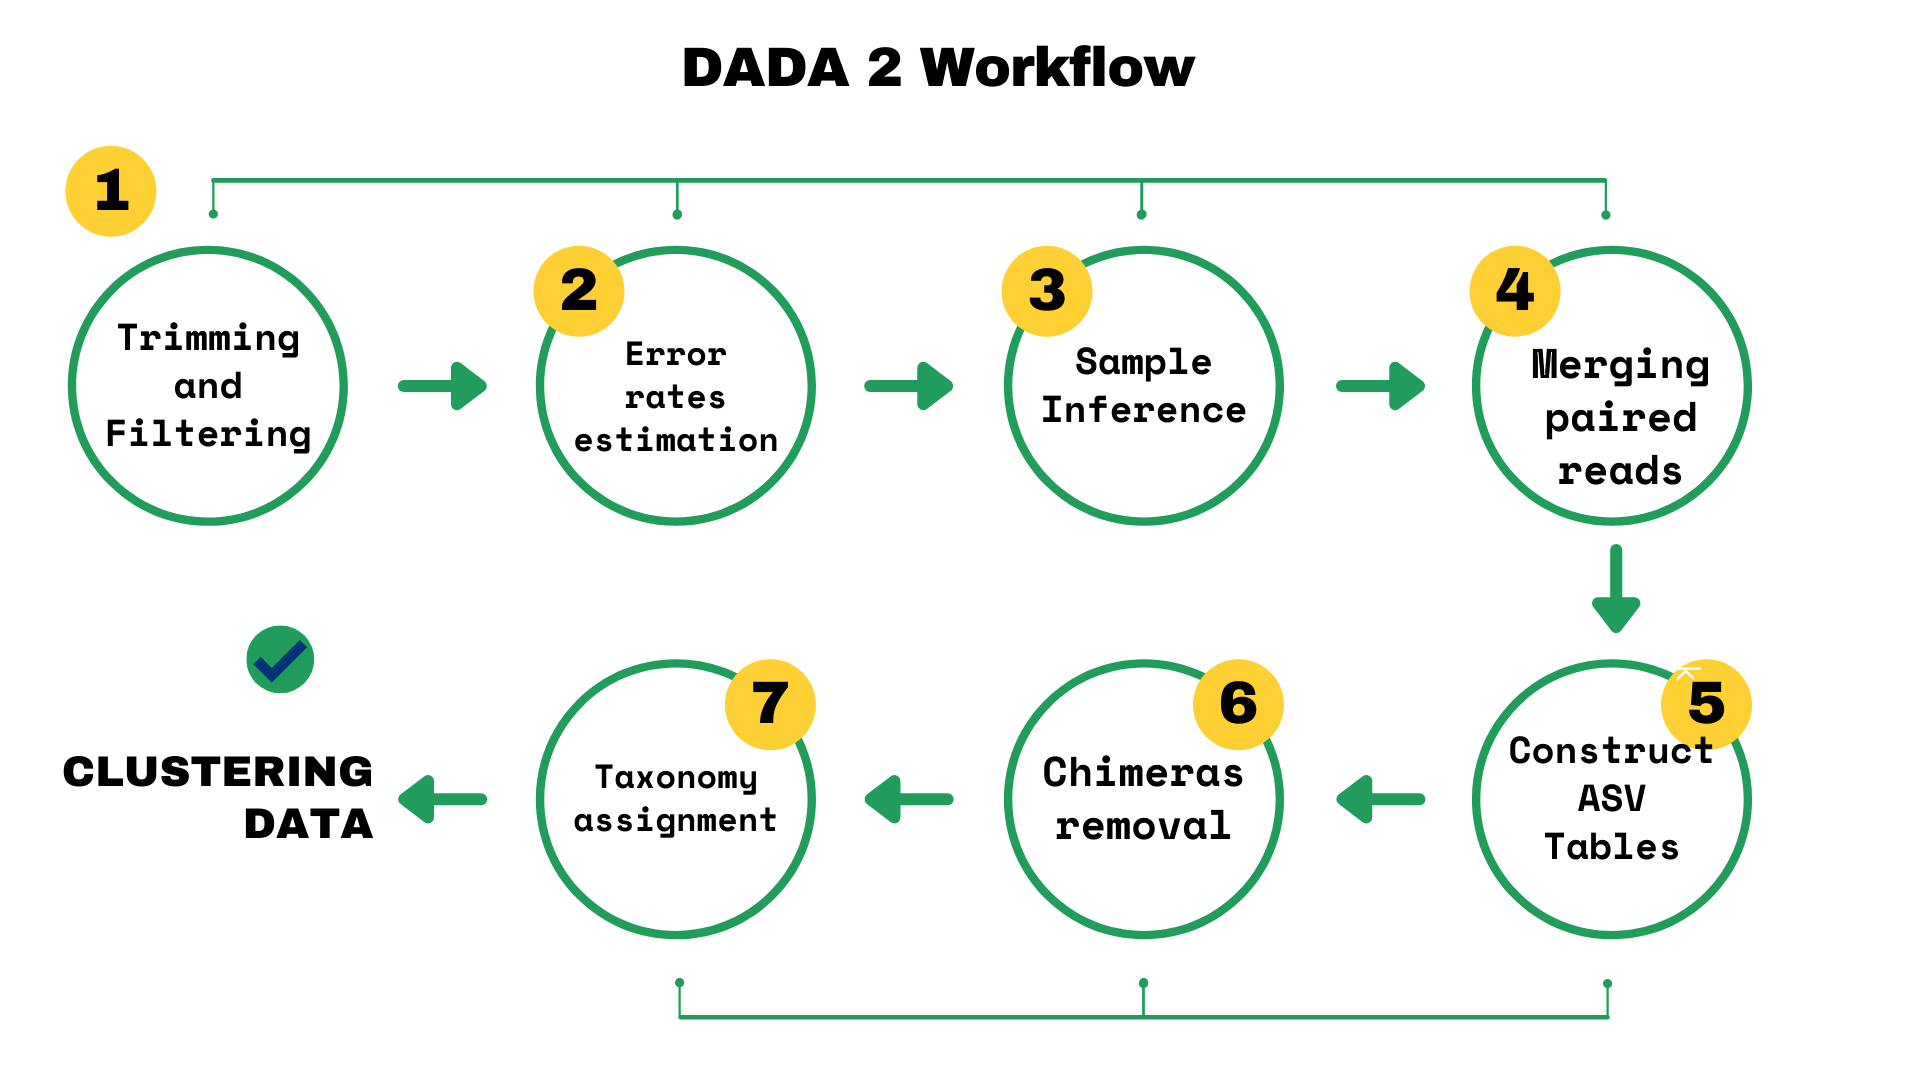 DADA 2 Workflow
1
Trimming
and
Filtering
2
Error
rates
estimation
3
Sample
Inference
4
Merging
paired
reads
5
Construct
ASV
Tables
6
Chimeras
removal
7
Taxonomy
assignment
CLUSTERING
DATA